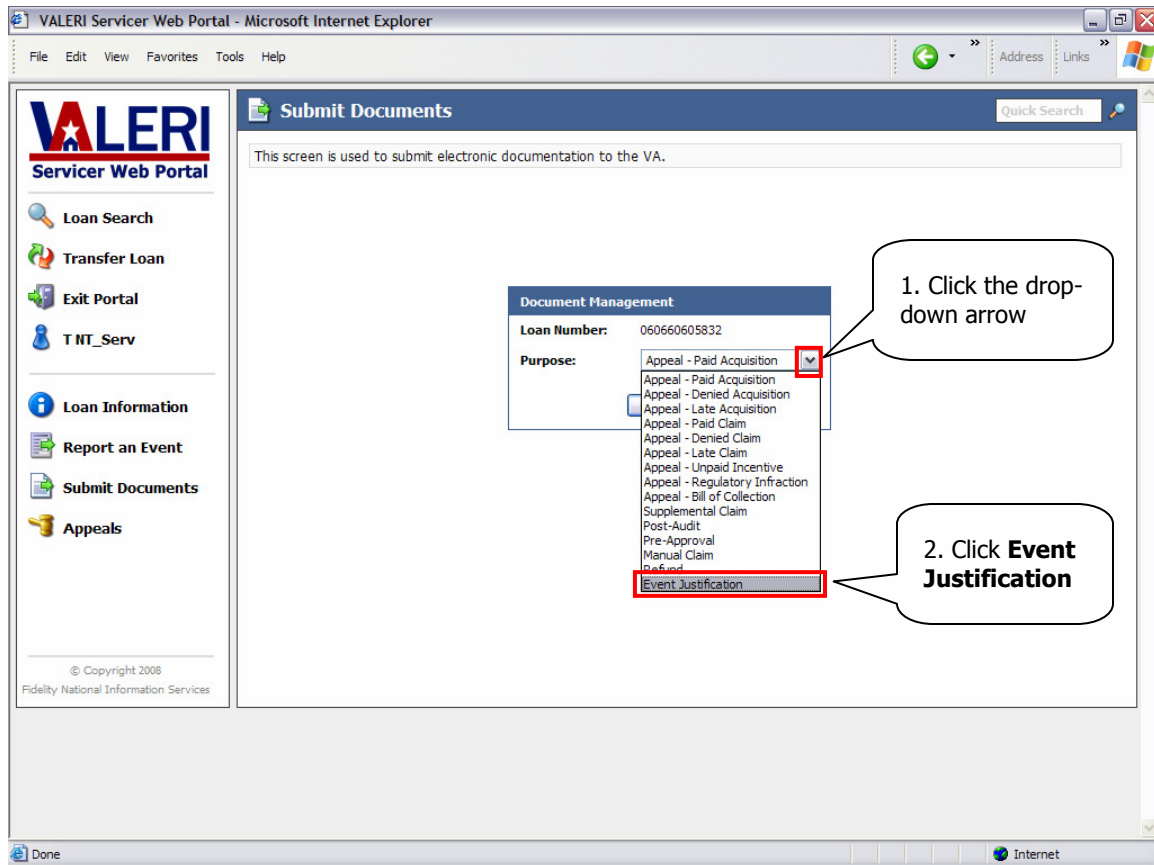 VALERI Servicer Web Portal - Microsoft Internet Explorer
File Edit View Favorites Tools Help
Address Links
VALERI
Servicer Web Portal
Loan Search
Transfer Loan
Exit Portal
T NT_Serv
Loan Information
Report an Event
Submit Documents
Appeals
© Copyright 2008
Fidelity National Information Services
Submit Documents
Quick Search
This screen is used to submit electronic documentation to the VA.
Document Management
Loan Number: 060660605832
Purpose: Appeal - Paid Acquisition
Appeal - Paid Acquisition
Appeal - Denied Acquisition
Appeal - Late Acquisition
Appeal - Paid Claim
Appeal - Denied Claim
Appeal - Late Claim
Appeal - Unpaid Incentive
Appeal - Regulatory Infraction
Appeal - Bill of Collection
Supplemental Claim
Post-Audit
Pre-Approval
Manual Claim
Refund
Event Justification
1. Click the drop-
down arrow
2. Click Event
Justification
Done
Internet